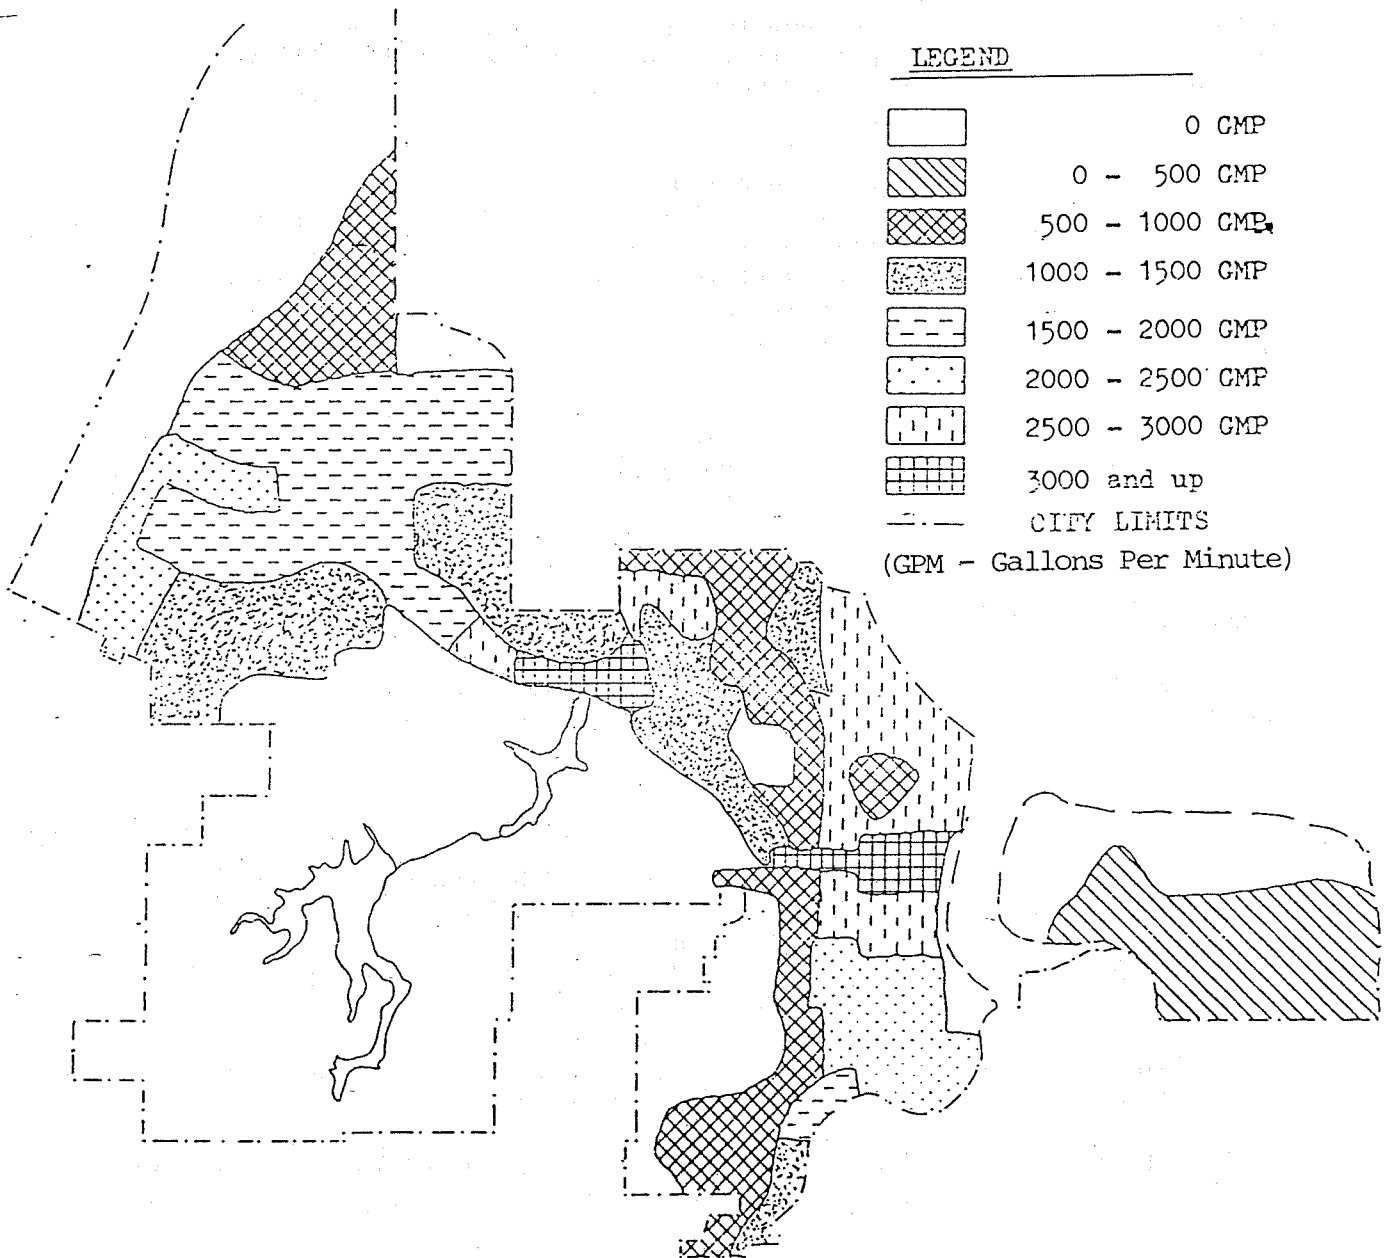 LEGEND
0 GMP
0 - 500 GMP
500 - 1000 GMP
1000 - 1500 GMP
1500 - 2000 GMP
2000 - 2500 GMP
2500 - 3000 GMP
3000 and up
CITY LIMITS
(GPM - Gallons Per Minute)